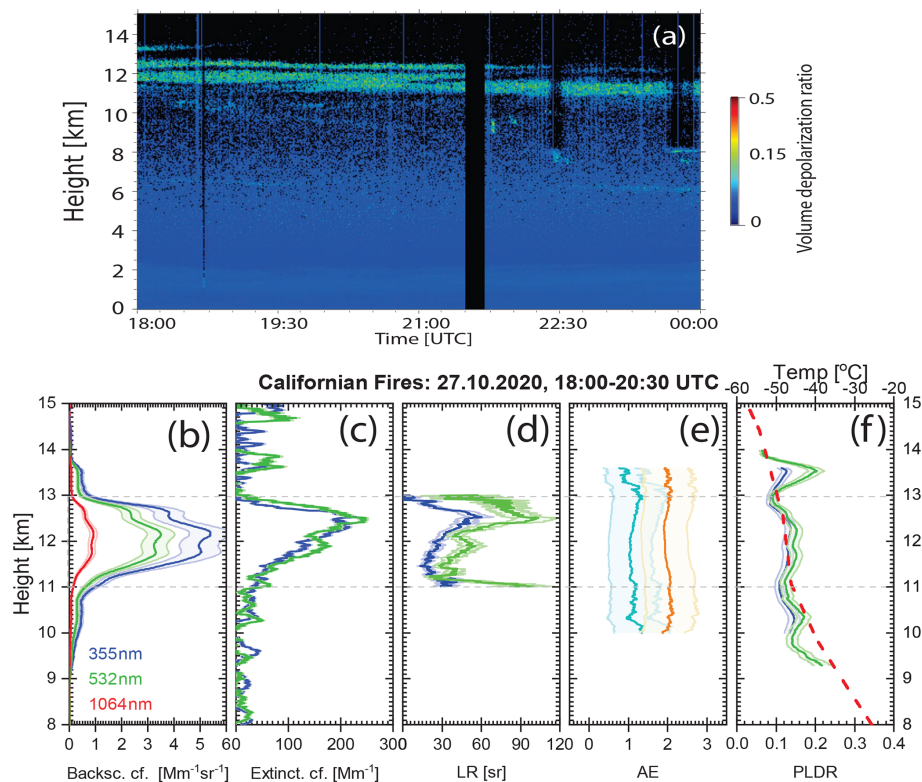 (a)
14
12
10
8
6
4
2
0
Height [km]
18:00 19:30 21:00 22:30 00:00
Time [UTC]
0.5
0.15
0
Volume depolarization ratio
Californian Fires: 27.10.2020, 18:00-20:30 UTC
Temp [°C]
-60 -50 -40 -30 -20
(b) (c) (d) (e) (f)
15 15
14 14
13 13
12 12
11 11
10 10
9 9
8 8
Height [km]
355nm
532nm
1064nm
0 1 2 3 4 5 60 100 200 300 0 30 60 90 120 0 1 2 3 0.0 0.1 0.2 0.3 0.4
Backsc. cf. [Mm⁻¹sr⁻¹] Extinct. cf. [Mm⁻¹] LR [sr] AE PLDR